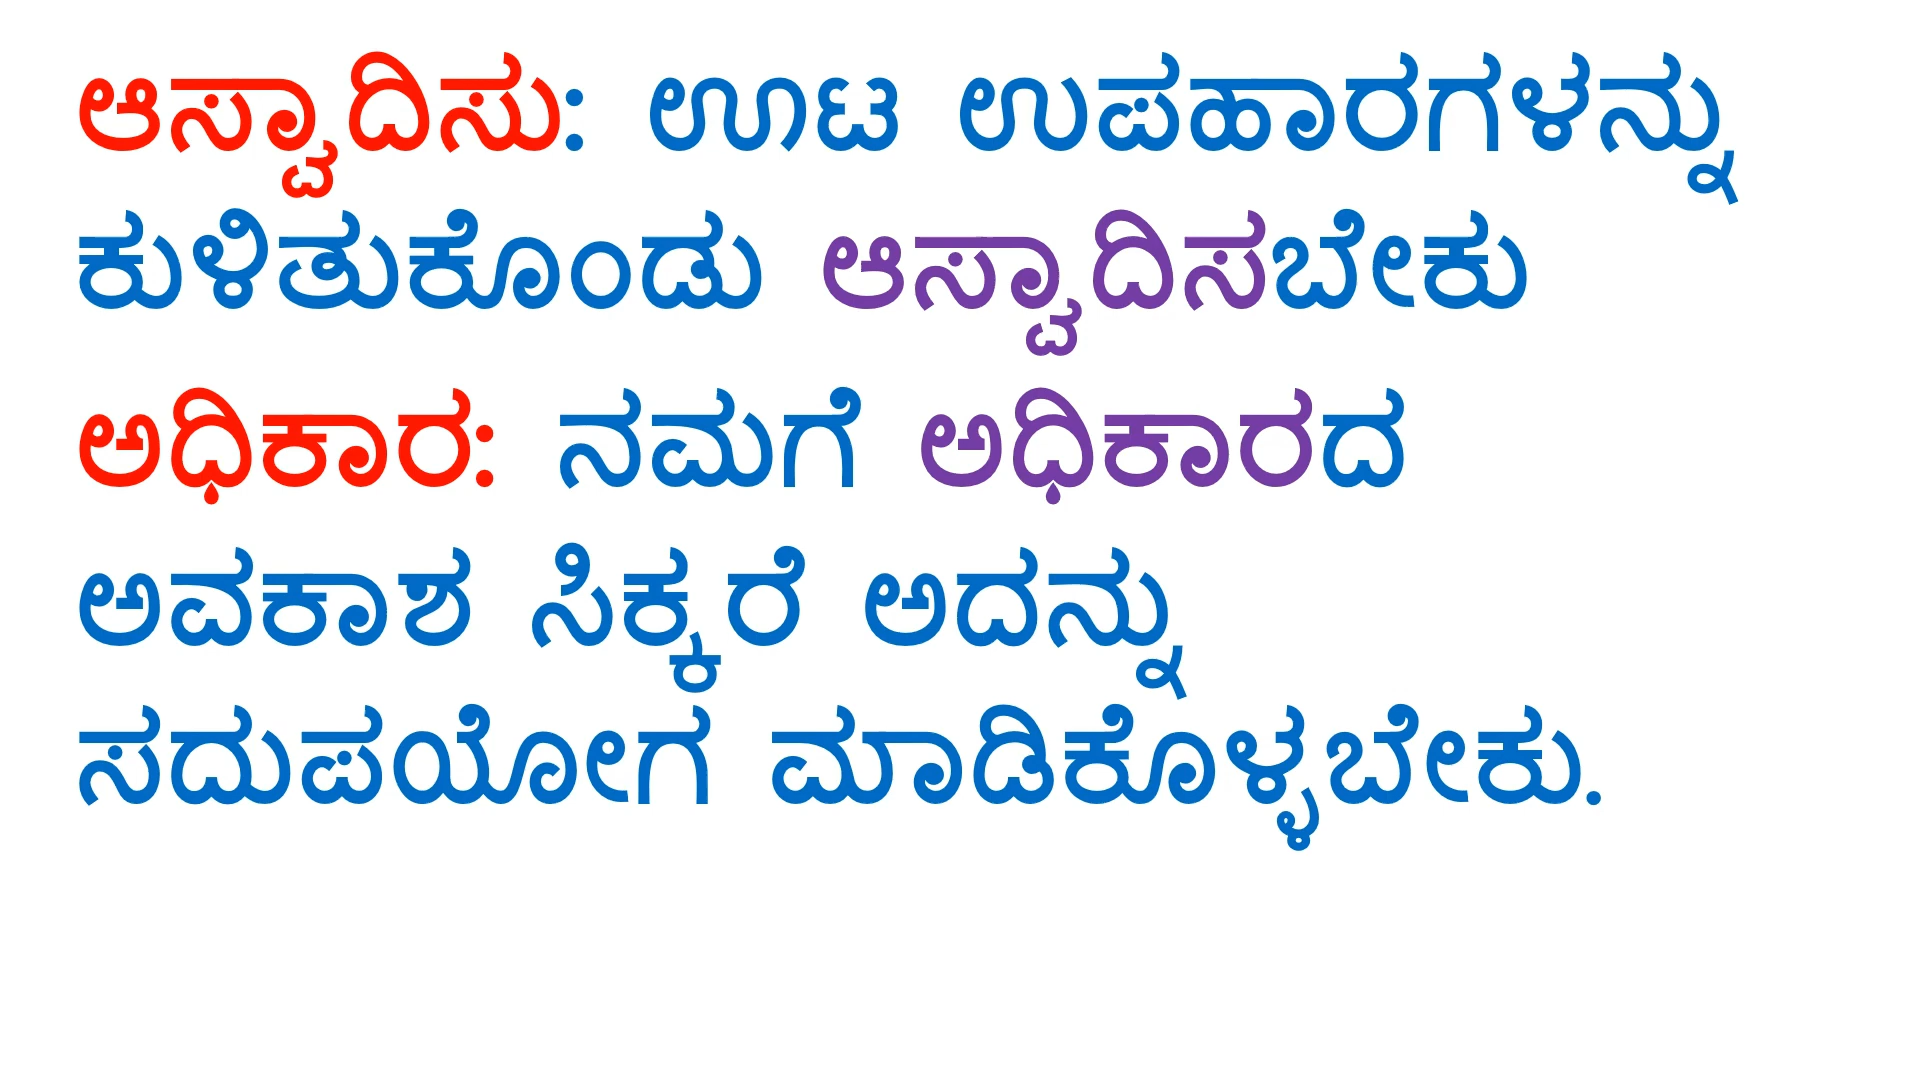 ಆಸ್ವಾದಿಸು: ಊಟ ಉಪಹಾರಗಳನ್ನು
ಕುಳಿತುಕೊಂಡು ಆಸ್ವಾದಿಸಬೇಕು
ಅಧಿಕಾರ: ನಮಗೆ ಅಧಿಕಾರದ
ಅವಕಾಶ ಸಿಕ್ಕರೆ ಅದನ್ನು
ಸದುಪಯೋಗ ಮಾಡಿಕೊಳ್ಳಬೇಕು.